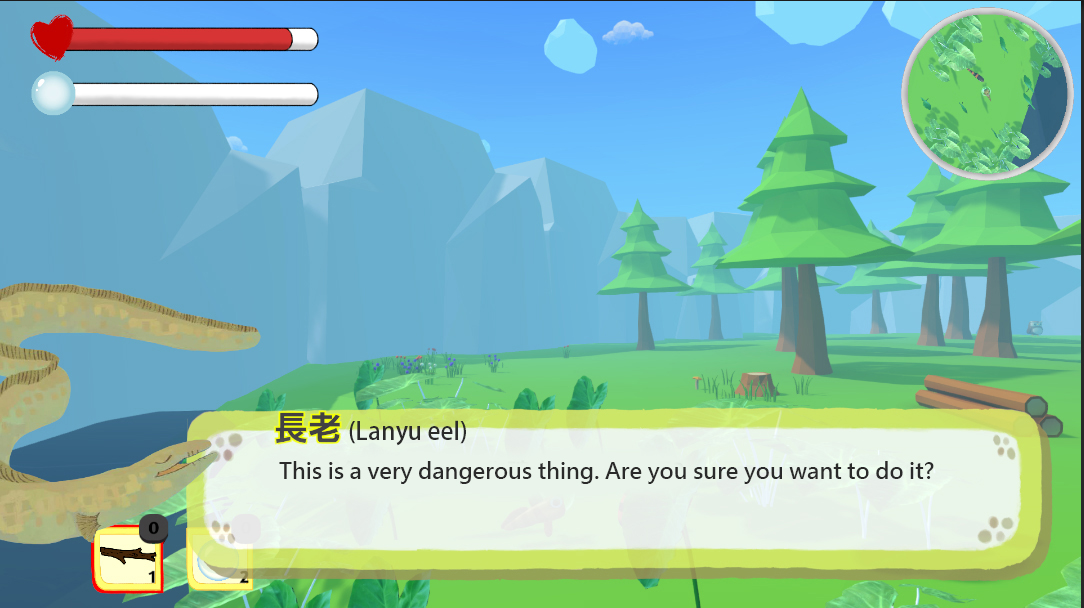 長老 (Lanyu eel)
This is a very dangerous thing. Are you sure you want to do it?
0
1
2